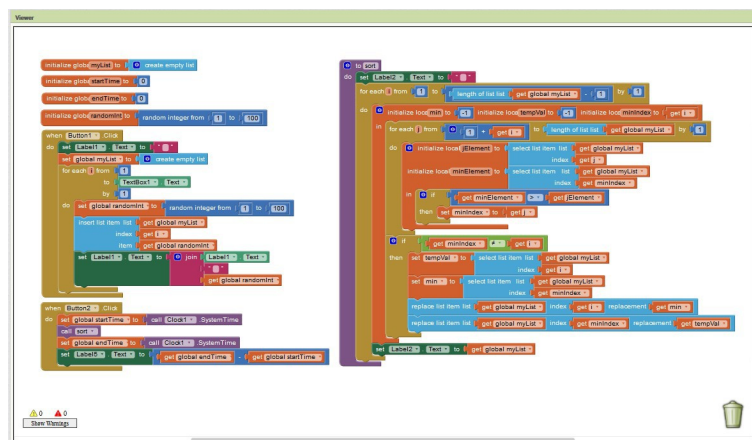 Viewer
initialize global myList to create empty list
initialize global startTime to 0
initialize global endTime to 0
initialize global randomInt to random integer from 1 to 100
when Button1 .Click
do set Label1 . Text to " "
set global myList to create empty list
for each i from 1
to TextBox1 . Text
by 1
do set global randomInt to random integer from 1 to 100
insert list item list get global myList
index get i
item get global randomInt
set Label1 . Text to join Label1 . Text
" "
get global randomInt
when Button2 .Click
do set global startTime to call Clock1 .SystemTime
call sort
set global endTime to call Clock1 .SystemTime
set Label5 . Text to get global endTime - get global startTime
to sort
do set Label2 . Text to " "
for each i from 1 to length of list list get global myList - 1 by 1
do initialize local min to -1 initialize local tempVal to -1 initialize local minIndex to get i
in for each j from 1 + get i to length of list list get global myList by 1
do initialize local jElement to select list item list get global myList
index get j
initialize local minElement to select list item list get global myList
index get minIndex
in if get minElement > get jElement
then set minIndex to get j
if get minIndex ≠ get i
then set tempVal to select list item list get global myList
index get i
set min to select list item list get global myList
index get minIndex
replace list item list get global myList index get i replacement get min
replace list item list get global myList index get minIndex replacement get tempVal
set Label2 . Text to get global myList
0 0
Show Warnings